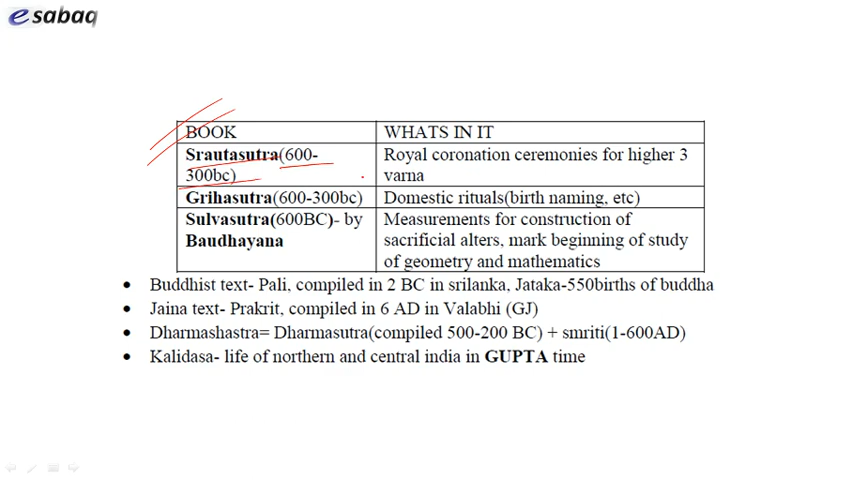 esabaq
BOOK WHATS IN IT
Srautasutra(600- Royal coronation ceremonies for higher 3
300bc) varna
Grihasutra(600-300bc) Domestic rituals(birth naming, etc)
Sulvasutra(600BC)- by Measurements for construction of
Baudhayana sacrificial alters, mark beginning of study
of geometry and mathematics
• Buddhist text- Pali, compiled in 2 BC in srilanka, Jataka-550births of buddha
• Jaina text- Prakrit, compiled in 6 AD in Valabhi (GJ)
• Dharmashastra= Dharmasutra(compiled 500-200 BC) + smriti(1-600AD)
• Kalidasa- life of northern and central india in GUPTA time